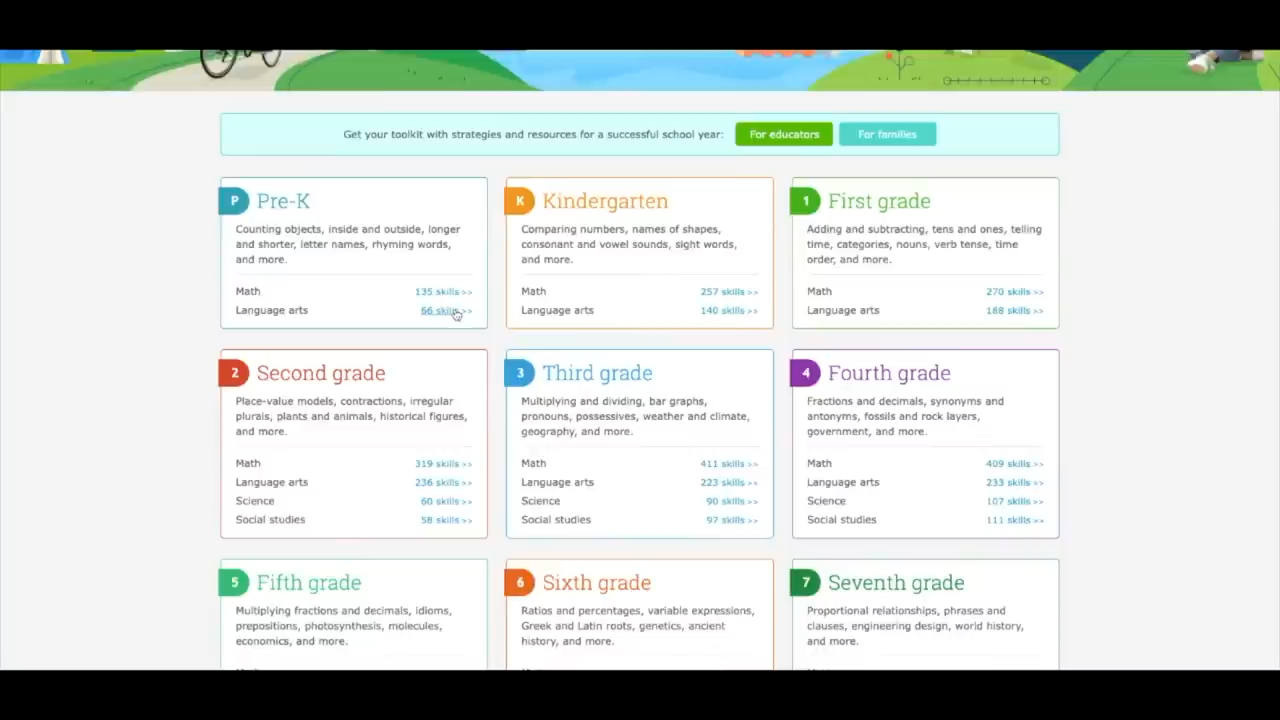 Get your toolkit with strategies and resources for a successful school year:
For educators
For families
P Pre-K
Counting objects, inside and outside, longer
and shorter, letter names, rhyming words,
and more.
Math 135 skills >>
Language arts 66 skills >>
K Kindergarten
Comparing numbers, names of shapes,
consonant and vowel sounds, sight words,
and more.
Math 257 skills >>
Language arts 140 skills >>
1 First grade
Adding and subtracting, tens and ones, telling
time, categories, nouns, verb tense, time
order, and more.
Math 270 skills >>
Language arts 188 skills >>
2 Second grade
Place-value models, contractions, irregular
plurals, plants and animals, historical figures,
and more.
Math 319 skills >>
Language arts 236 skills >>
Science 60 skills >>
Social studies 58 skills >>
3 Third grade
Multiplying and dividing, bar graphs,
pronouns, possessives, weather and climate,
geography, and more.
Math 411 skills >>
Language arts 223 skills >>
Science 90 skills >>
Social studies 97 skills >>
4 Fourth grade
Fractions and decimals, synonyms and
antonyms, fossils and rock layers,
government, and more.
Math 409 skills >>
Language arts 233 skills >>
Science 107 skills >>
Social studies 111 skills >>
5 Fifth grade
Multiplying fractions and decimals, idioms,
prepositions, photosynthesis, molecules,
economics, and more.
6 Sixth grade
Ratios and percentages, variable expressions,
Greek and Latin roots, genetics, ancient
history, and more.
7 Seventh grade
Proportional relationships, phrases and
clauses, engineering design, world history,
and more.